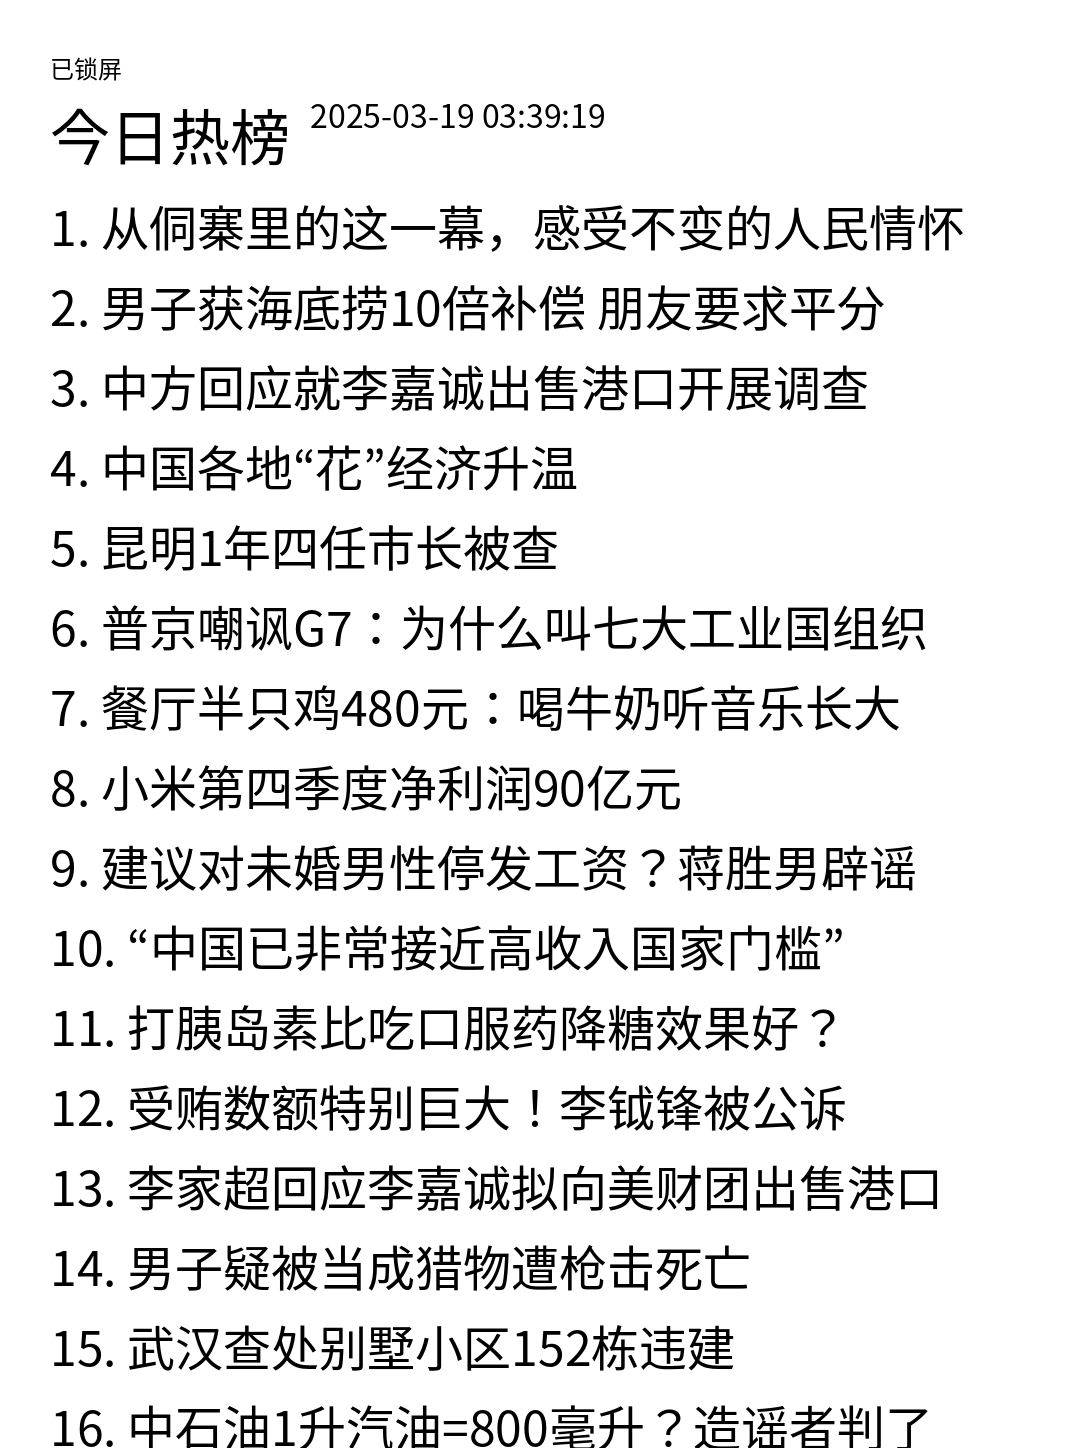 已锁屏
今日热榜 2025-03-19 03:39:19
1. 从侗寨里的这一幕，感受不变的人民情怀
2. 男子获海底捞10倍补偿 朋友要求平分
3. 中方回应就李嘉诚出售港口开展调查
4. 中国各地“花”经济升温
5. 昆明1年四任市长被查
6. 普京嘲讽G7：为什么叫七大工业国组织
7. 餐厅半只鸡480元：喝牛奶听音乐长大
8. 小米第四季度净利润90亿元
9. 建议对未婚男性停发工资？蒋胜男辟谣
10. “中国已非常接近高收入国家门槛”
11. 打胰岛素比吃口服药降糖效果好？
12. 受贿数额特别巨大！李钺锋被公诉
13. 李家超回应李嘉诚拟向美财团出售港口
14. 男子疑被当成猎物遭枪击死亡
15. 武汉查处别墅小区152栋违建
16. 中石油1升汽油=800毫升？造谣者判了